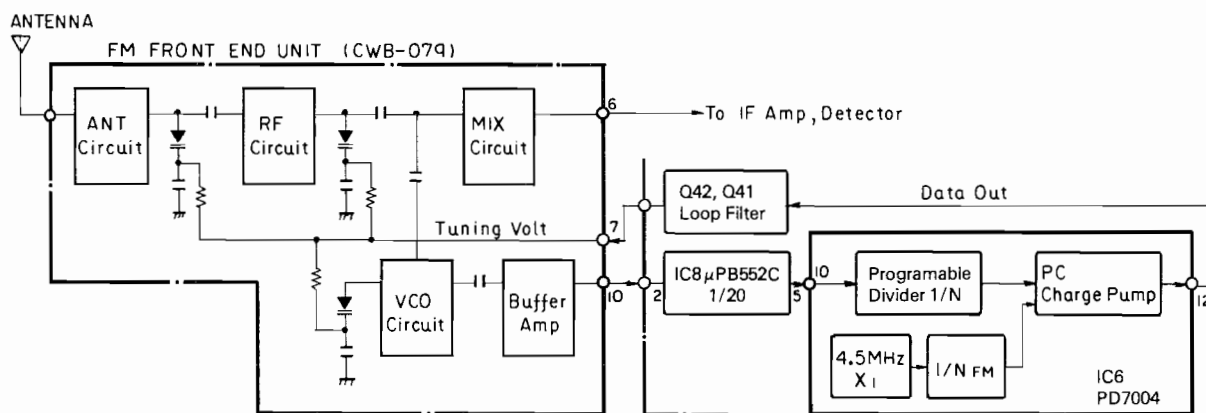 ANTENNA
FM FRONT END UNIT (CWB-079)
ANT
Circuit
RF
Circuit
MIX
Circuit
6
To IF Amp, Detector
Q42, Q41
Loop Filter
Data Out
Tuning Volt
7
VCO
Circuit
Buffer
Amp
10
2
IC8μPB552C
1/20
5
10
Programable
Divider 1/N
PC
Charge Pump
12
4.5MHz
X1
1/N FM
IC6
PD7004